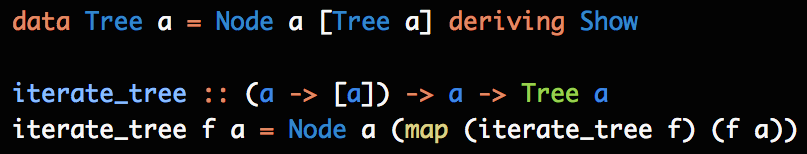 data Tree a = Node a [Tree a] deriving Show
iterate_tree :: (a -> [a]) -> a -> Tree a
iterate_tree f a = Node a (map (iterate_tree f) (f a))